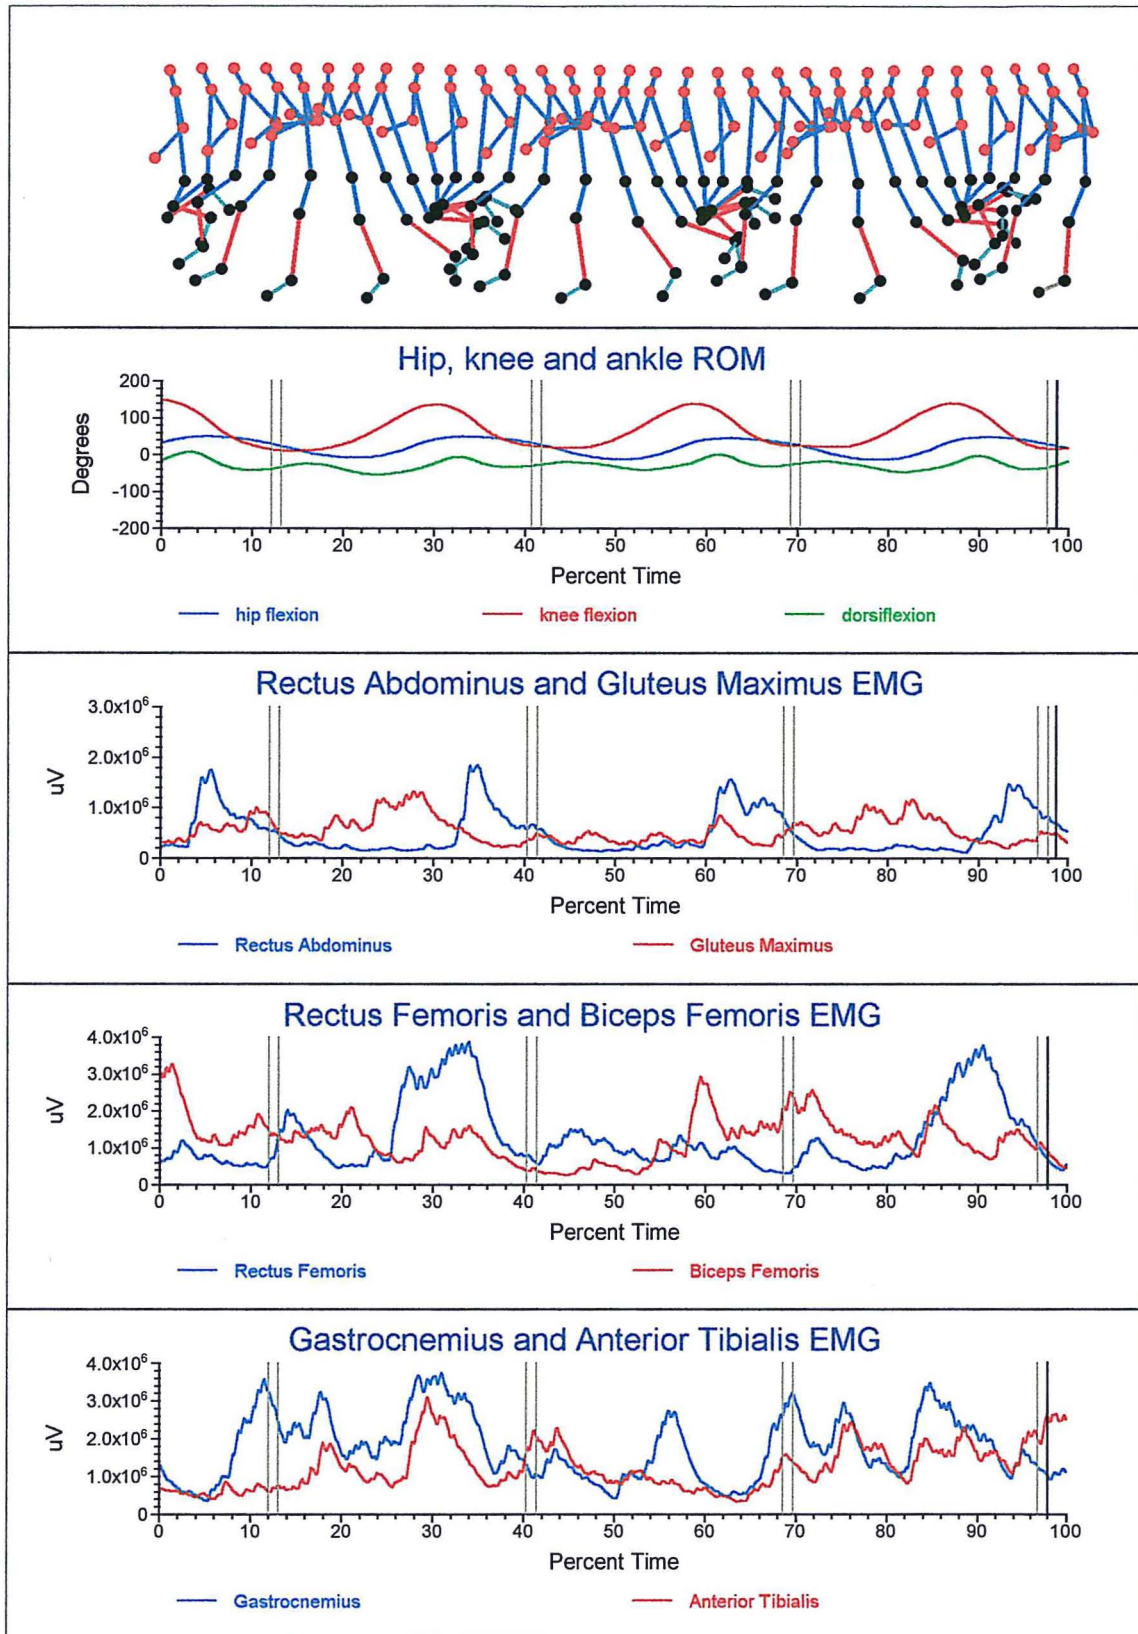 Hip, knee and ankle ROM
200
100
0
-100
-200
Degrees
0 10 20 30 40 50 60 70 80 90 100
Percent Time
hip flexion knee flexion dorsiflexion
Rectus Abdominus and Gluteus Maximus EMG
3.0x10⁶
2.0x10⁶
1.0x10⁶
0
uV
0 10 20 30 40 50 60 70 80 90 100
Percent Time
Rectus Abdominus Gluteus Maximus
Rectus Femoris and Biceps Femoris EMG
4.0x10⁶
3.0x10⁶
2.0x10⁶
1.0x10⁶
0
uV
0 10 20 30 40 50 60 70 80 90 100
Percent Time
Rectus Femoris Biceps Femoris
Gastrocnemius and Anterior Tibialis EMG
4.0x10⁶
3.0x10⁶
2.0x10⁶
1.0x10⁶
0
uV
0 10 20 30 40 50 60 70 80 90 100
Percent Time
Gastrocnemius Anterior Tibialis